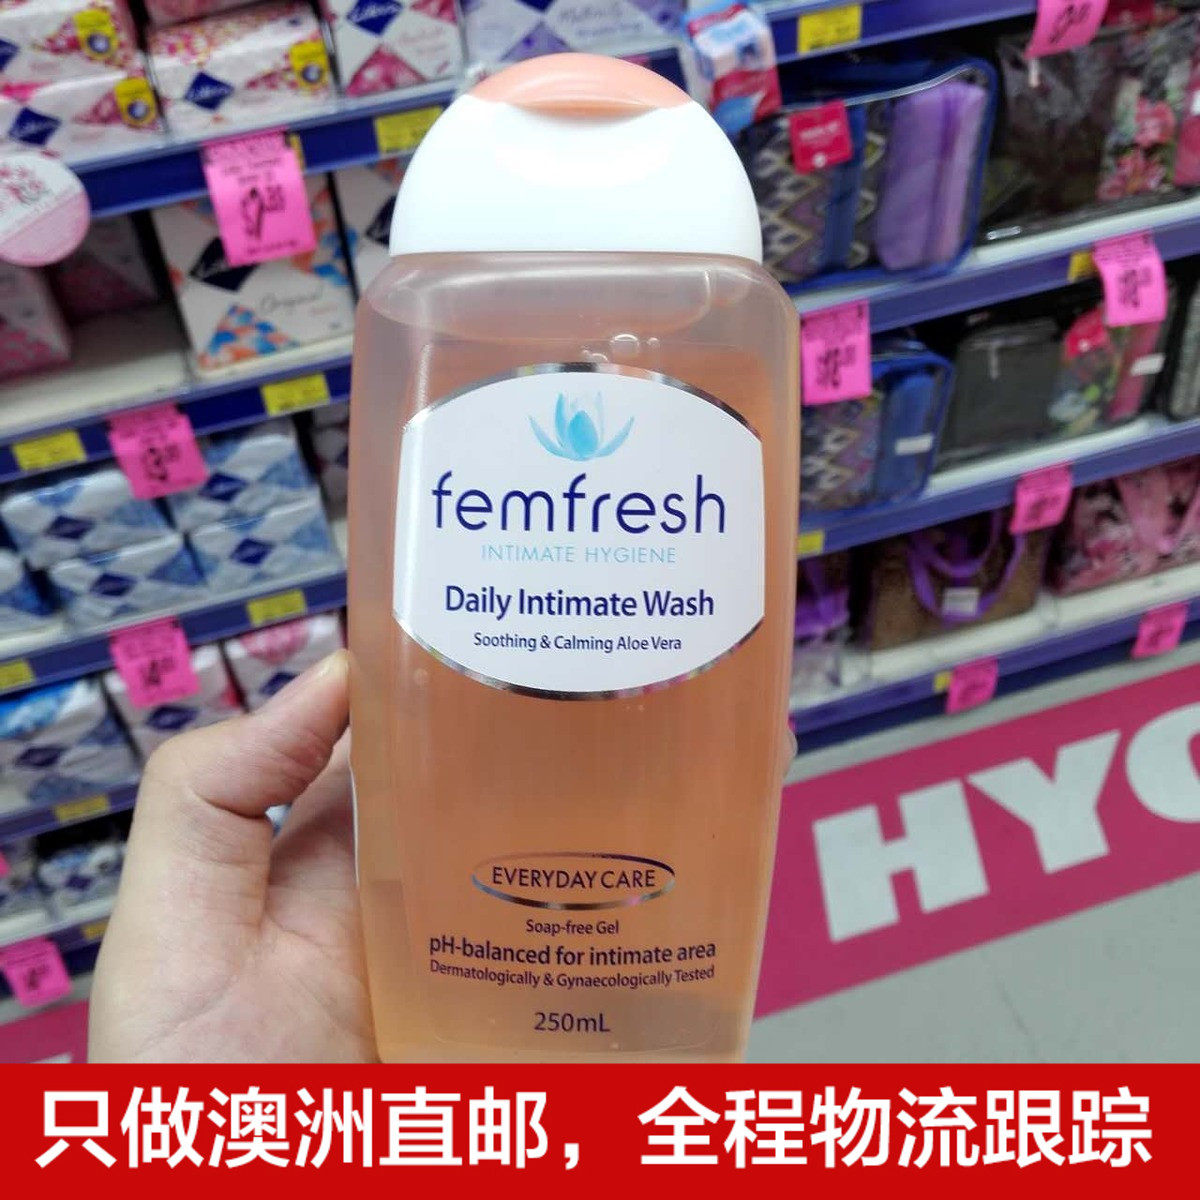 femfresh
INTIMATE HYGIENE
Daily Intimate Wash
Soothing & Calming Aloe Vera
EVERYDAY CARE
Soap-free Gel
pH-balanced for intimate area
Dermatologically & Gynaecologically Tested
250mL
HYG
只做澳洲直邮，全程物流跟踪